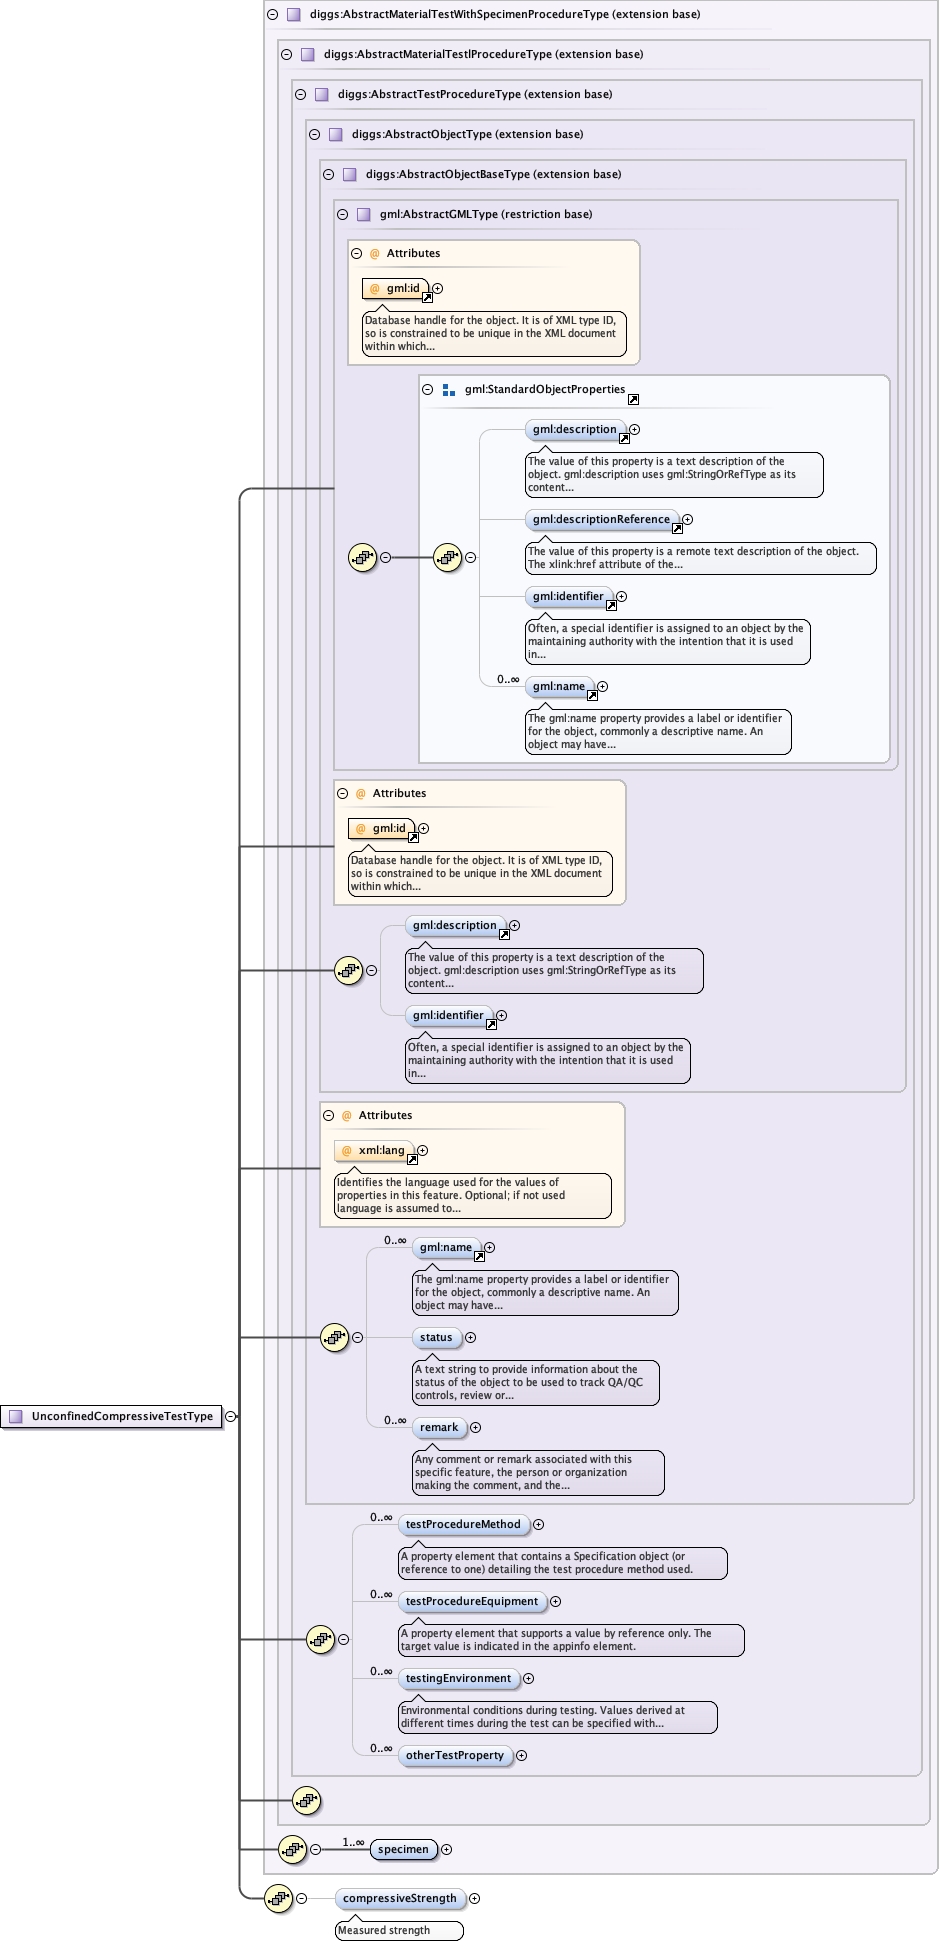 diggs:AbstractMaterialTestWithSpecimenProcedureType (extension base)
diggs:AbstractMaterialTestlProcedureType (extension base)
diggs:AbstractTestProcedureType (extension base)
diggs:AbstractObjectType (extension base)
diggs:AbstractObjectBaseType (extension base)
gml:AbstractGMLType (restriction base)
@ Attributes
@ gml:id
Database handle for the object. It is of XML type ID,
so is constrained to be unique in the XML document
within which...
gml:StandardObjectProperties
gml:description
The value of this property is a text description of the
object. gml:description uses gml:StringOrRefType as its
content...
gml:descriptionReference
The value of this property is a remote text description of the object.
The xlink:href attribute of the...
gml:identifier
Often, a special identifier is assigned to an object by the
maintaining authority with the intention that it is used
in...
0..∞ gml:name
The gml:name property provides a label or identifier
for the object, commonly a descriptive name. An
object may have...
@ Attributes
@ gml:id
Database handle for the object. It is of XML type ID,
so is constrained to be unique in the XML document
within which...
gml:description
The value of this property is a text description of the
object. gml:description uses gml:StringOrRefType as its
content...
gml:identifier
Often, a special identifier is assigned to an object by the
maintaining authority with the intention that it is used
in...
@ Attributes
@ xml:lang
Identifies the language used for the values of
properties in this feature. Optional; if not used
language is assumed to...
0..∞ gml:name
The gml:name property provides a label or identifier
for the object, commonly a descriptive name. An
object may have...
status
A text string to provide information about the
status of the object to be used to track QA/QC
controls, review or...
UnconfinedCompressiveTestType
0..∞ remark
Any comment or remark associated with this
specific feature, the person or organization
making the comment, and the...
0..∞ testProcedureMethod
A property element that contains a Specification object (or
reference to one) detailing the test procedure method used.
0..∞ testProcedureEquipment
A property element that supports a value by reference only. The
target value is indicated in the appinfo element.
0..∞ testingEnvironment
Environmental conditions during testing. Values derived at
different times during the test can be specified with...
0..∞ otherTestProperty
1..∞ specimen
compressiveStrength
Measured strength